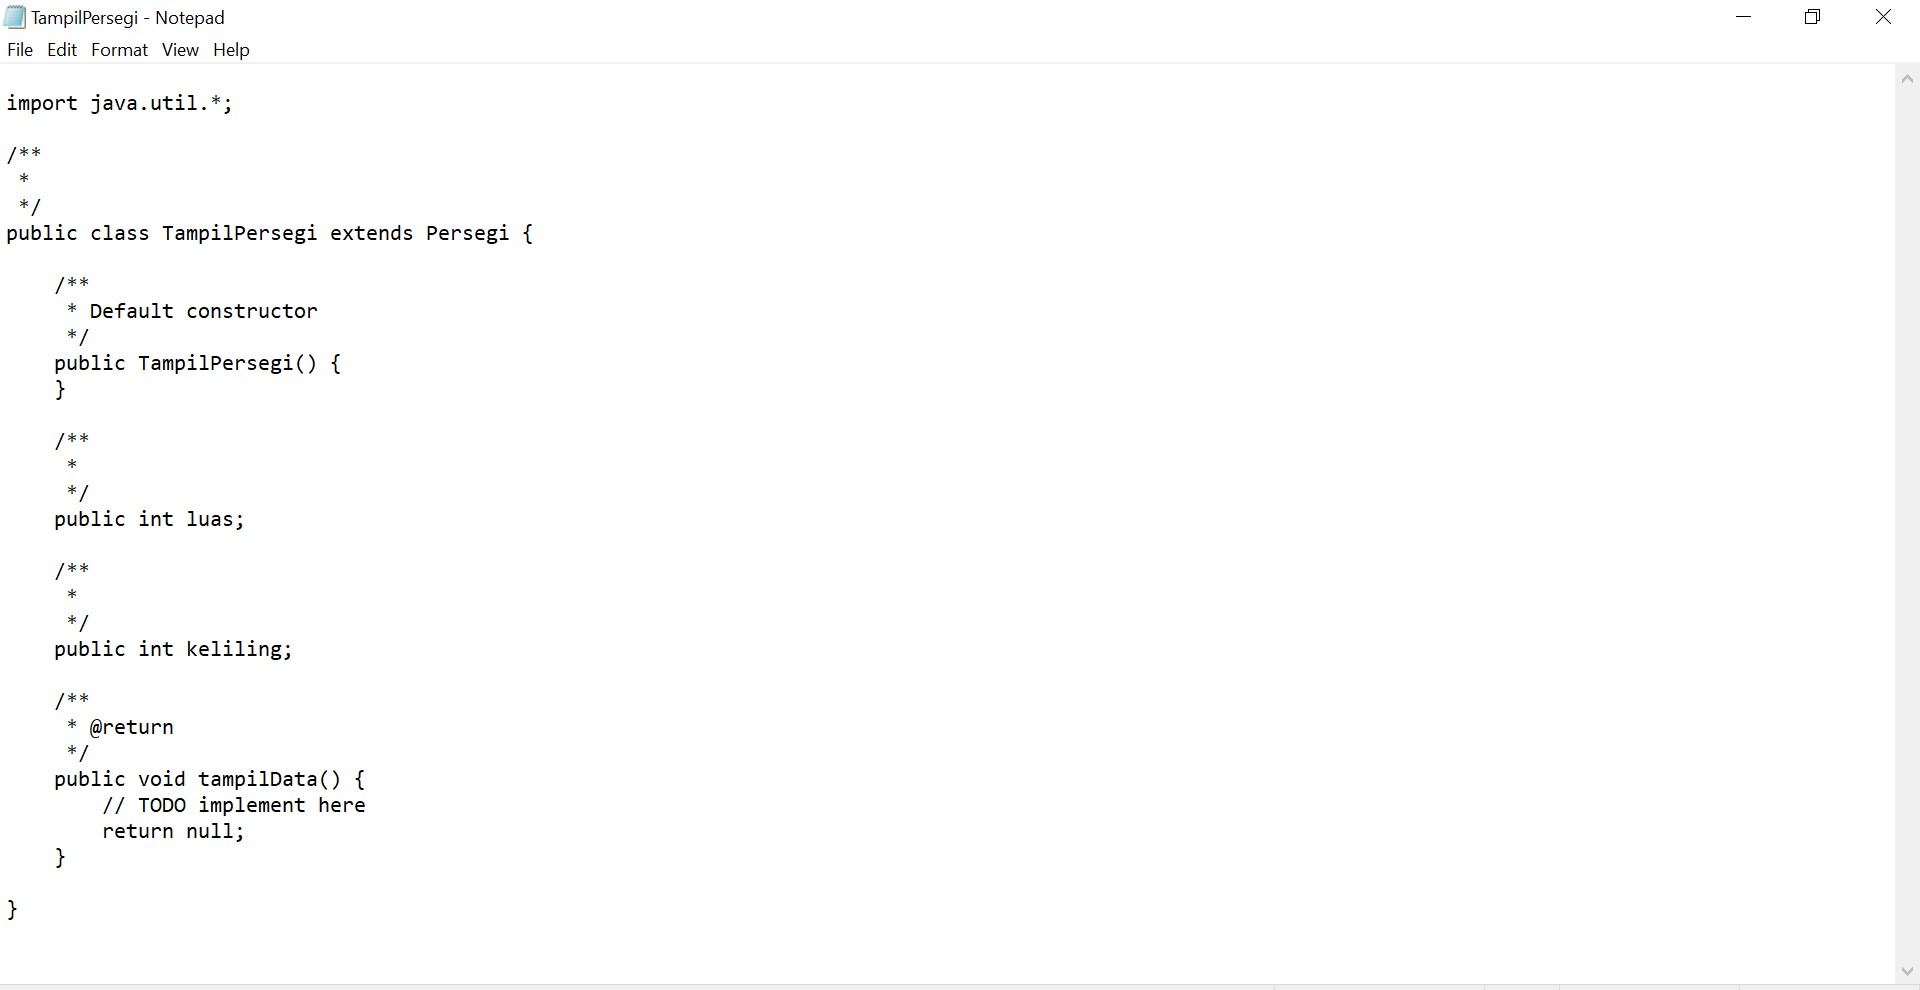 TampilPersegi - Notepad
File Edit Format View Help
import java.util.*;
/**
 *
 */
public class TampilPersegi extends Persegi {
    /**
     * Default constructor
     */
    public TampilPersegi() {
    }
    /**
     *
     */
    public int luas;
    /**
     *
     */
    public int keliling;
    /**
     * @return
     */
    public void tampilData() {
        // TODO implement here
        return null;
    }
}